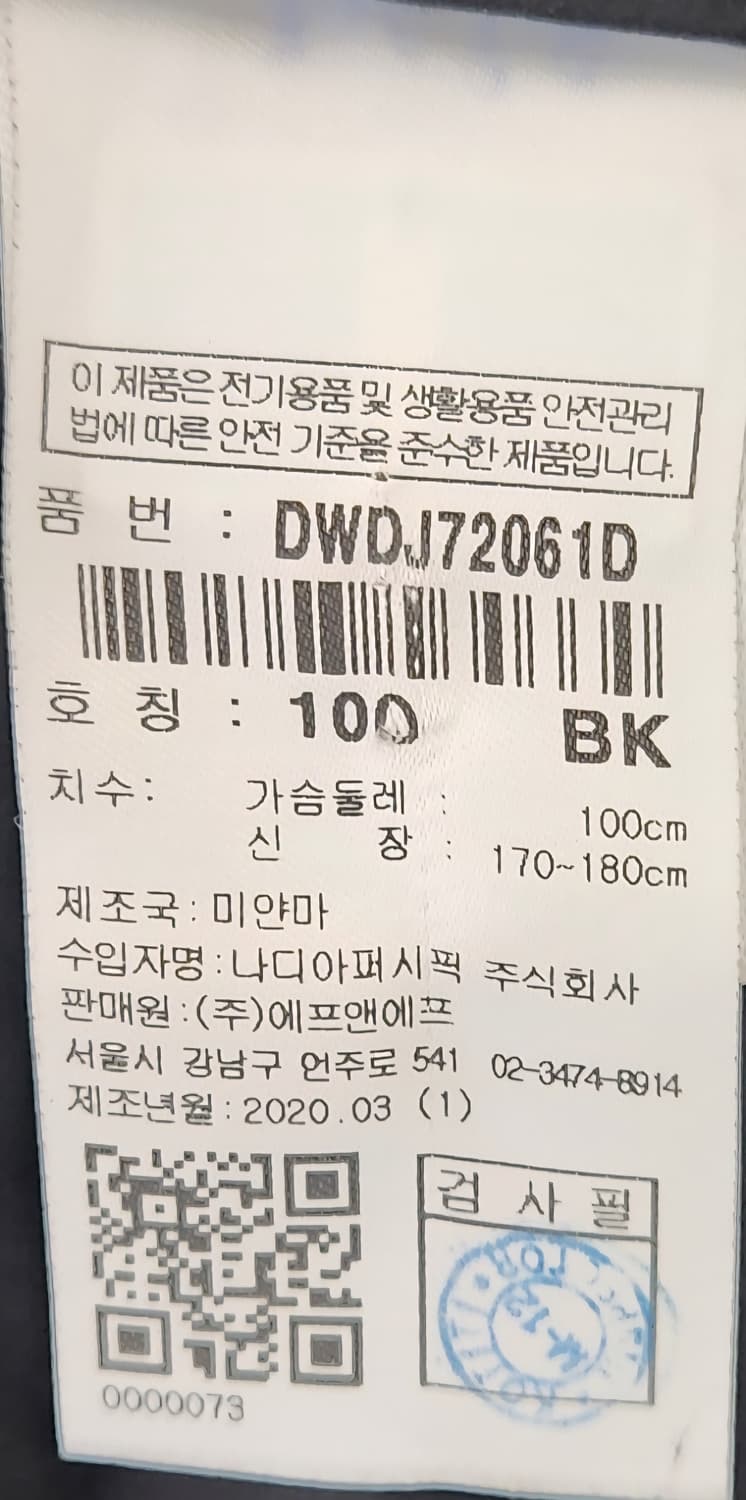 이 제품은 전기용품 및 생활용품 안전관리
법에 따른 안전 기준을 준수한 제품입니다.
품 번 : DWDJ72061D
호 칭 : 100 BK
치수: 가슴둘레 : 100cm
신 장 : 170~180cm
제조국: 미얀마
수입자명:나디아퍼시픽 주식회사
판매원:(주)에프앤에프
서울시 강남구 언주로 541 02-3474-8914
제조년월:2020.03 (1)
검 사 필
KOTITI
0000073